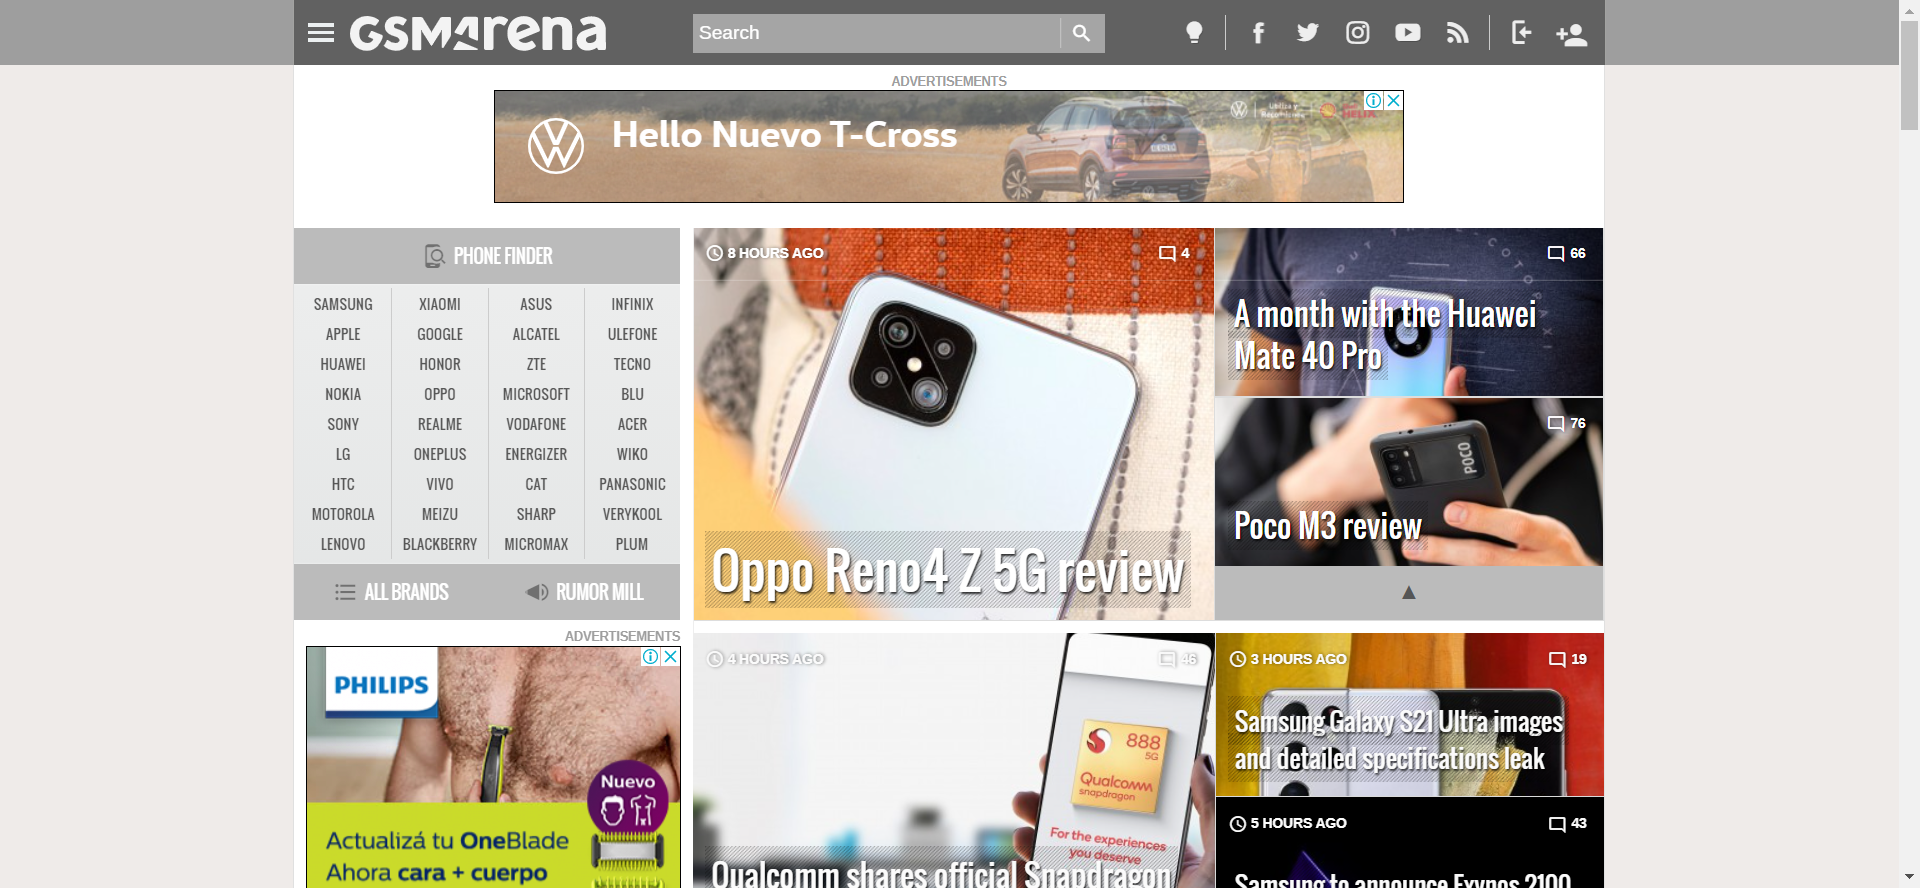 GSMArena
Search
ADVERTISEMENTS
Hello Nuevo T-Cross
Utiliza y
Recomienda
HELIX
PHONE FINDER
SAMSUNG XIAOMI ASUS INFINIX
APPLE GOOGLE ALCATEL ULEFONE
HUAWEI HONOR ZTE TECNO
NOKIA OPPO MICROSOFT BLU
SONY REALME VODAFONE ACER
LG ONEPLUS ENERGIZER WIKO
HTC VIVO CAT PANASONIC
MOTOROLA MEIZU SHARP VERYKOOL
LENOVO BLACKBERRY MICROMAX PLUM
ALL BRANDS RUMOR MILL
8 HOURS AGO 4
Oppo Reno4 Z 5G review
66
A month with the Huawei
Mate 40 Pro
76
POCO
Poco M3 review
▲
ADVERTISEMENTS
PHILIPS
Nuevo
Actualizá tu OneBlade
Ahora cara + cuerpo
4 HOURS AGO 46
888
5G
Qualcomm
snapdragon
For the experiences
you deserve
Qualcomm shares official Snapdragon
3 HOURS AGO 19
Samsung Galaxy S21 Ultra images
and detailed specifications leak
5 HOURS AGO 43
Samsung to announce Exynos 2100